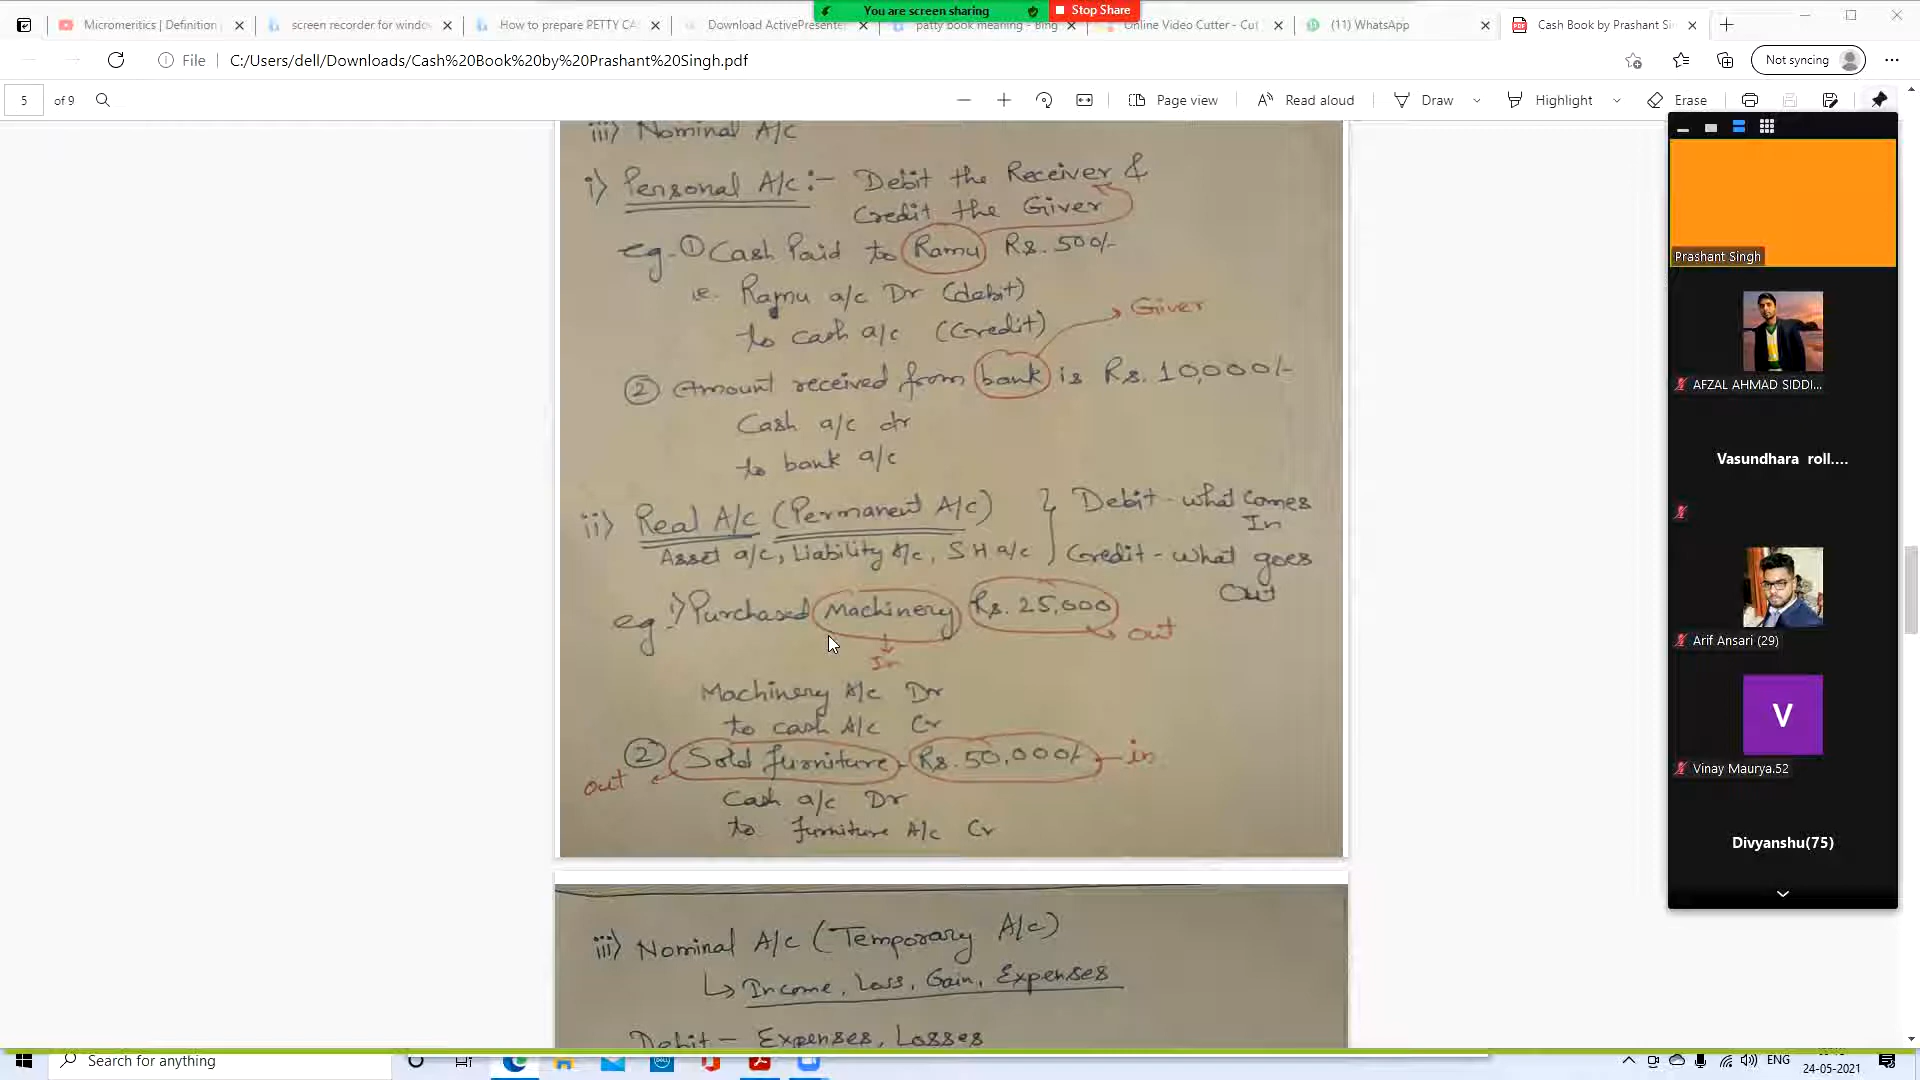 Micromeritics | Definition
screen recorder for window
How to prepare PETTY CA
Download ActivePresenter
patty book meaning - Bing
Online Video Cutter - Cut
(11) WhatsApp
Cash Book by Prashant Sin
You are screen sharing
Stop Share
File
C:/Users/dell/Downloads/Cash%20Book%20by%20Prashant%20Singh.pdf
Not syncing
5 of 9
Page view
Read aloud
Draw
Highlight
Erase
iii) Nominal A/c
i) Personal A/c :- Debit the Receiver &
Credit the Giver
eg. ① Cash Paid to Ramu Rs. 500/-
i.e. Ramu a/c Dr (debit)
to cash a/c (Credit)
Giver
② Amount received from bank is Rs. 10,000/-
Cash a/c dr
to bank a/c
ii) Real A/c (Permanent A/c) Debit - what comes
In
Asset a/c, Liability A/c, S H a/c Credit - what goes
Out
eg. 1) Purchased Machinery Rs. 25,000
out
In
Machinery A/c Dr
to cash A/c Cr
② Sold furniture - Rs. 50,000/- in
out
Cash a/c Dr
to furniture A/c Cr
iii) Nominal A/c (Temporary A/c)
Income, Loss, Gain, Expenses
Debit - Expenses, Losses
Prashant Singh
AFZAL AHMAD SIDDI...
Vasundhara roll....
Arif Ansari (29)
V
Vinay Maurya.52
Divyanshu(75)
Search for anything
ENG
24-05-2021